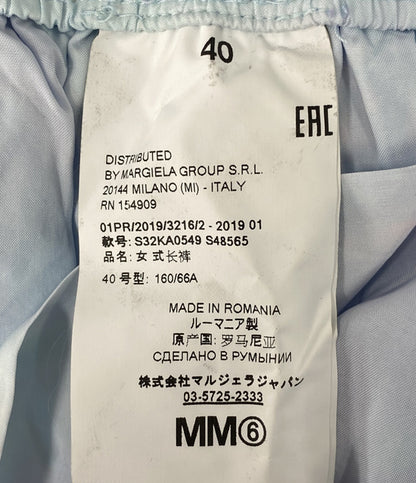 40
EAC
DISTRIBUTED
BY MARGIELA GROUP S.R.L.
20144 MILANO (MI) - ITALY
RN 154909
01PR/2019/3216/2 - 2019 01
款号: S32KA0549 S48565
品名: 女式长裤
40 号型: 160/66A
MADE IN ROMANIA
ルーマニア製
原产国: 罗马尼亚
СДЕЛАНО В РУМЫНИИ
株式会社マルジェラジャパン
03-5725-2333
MM⑥